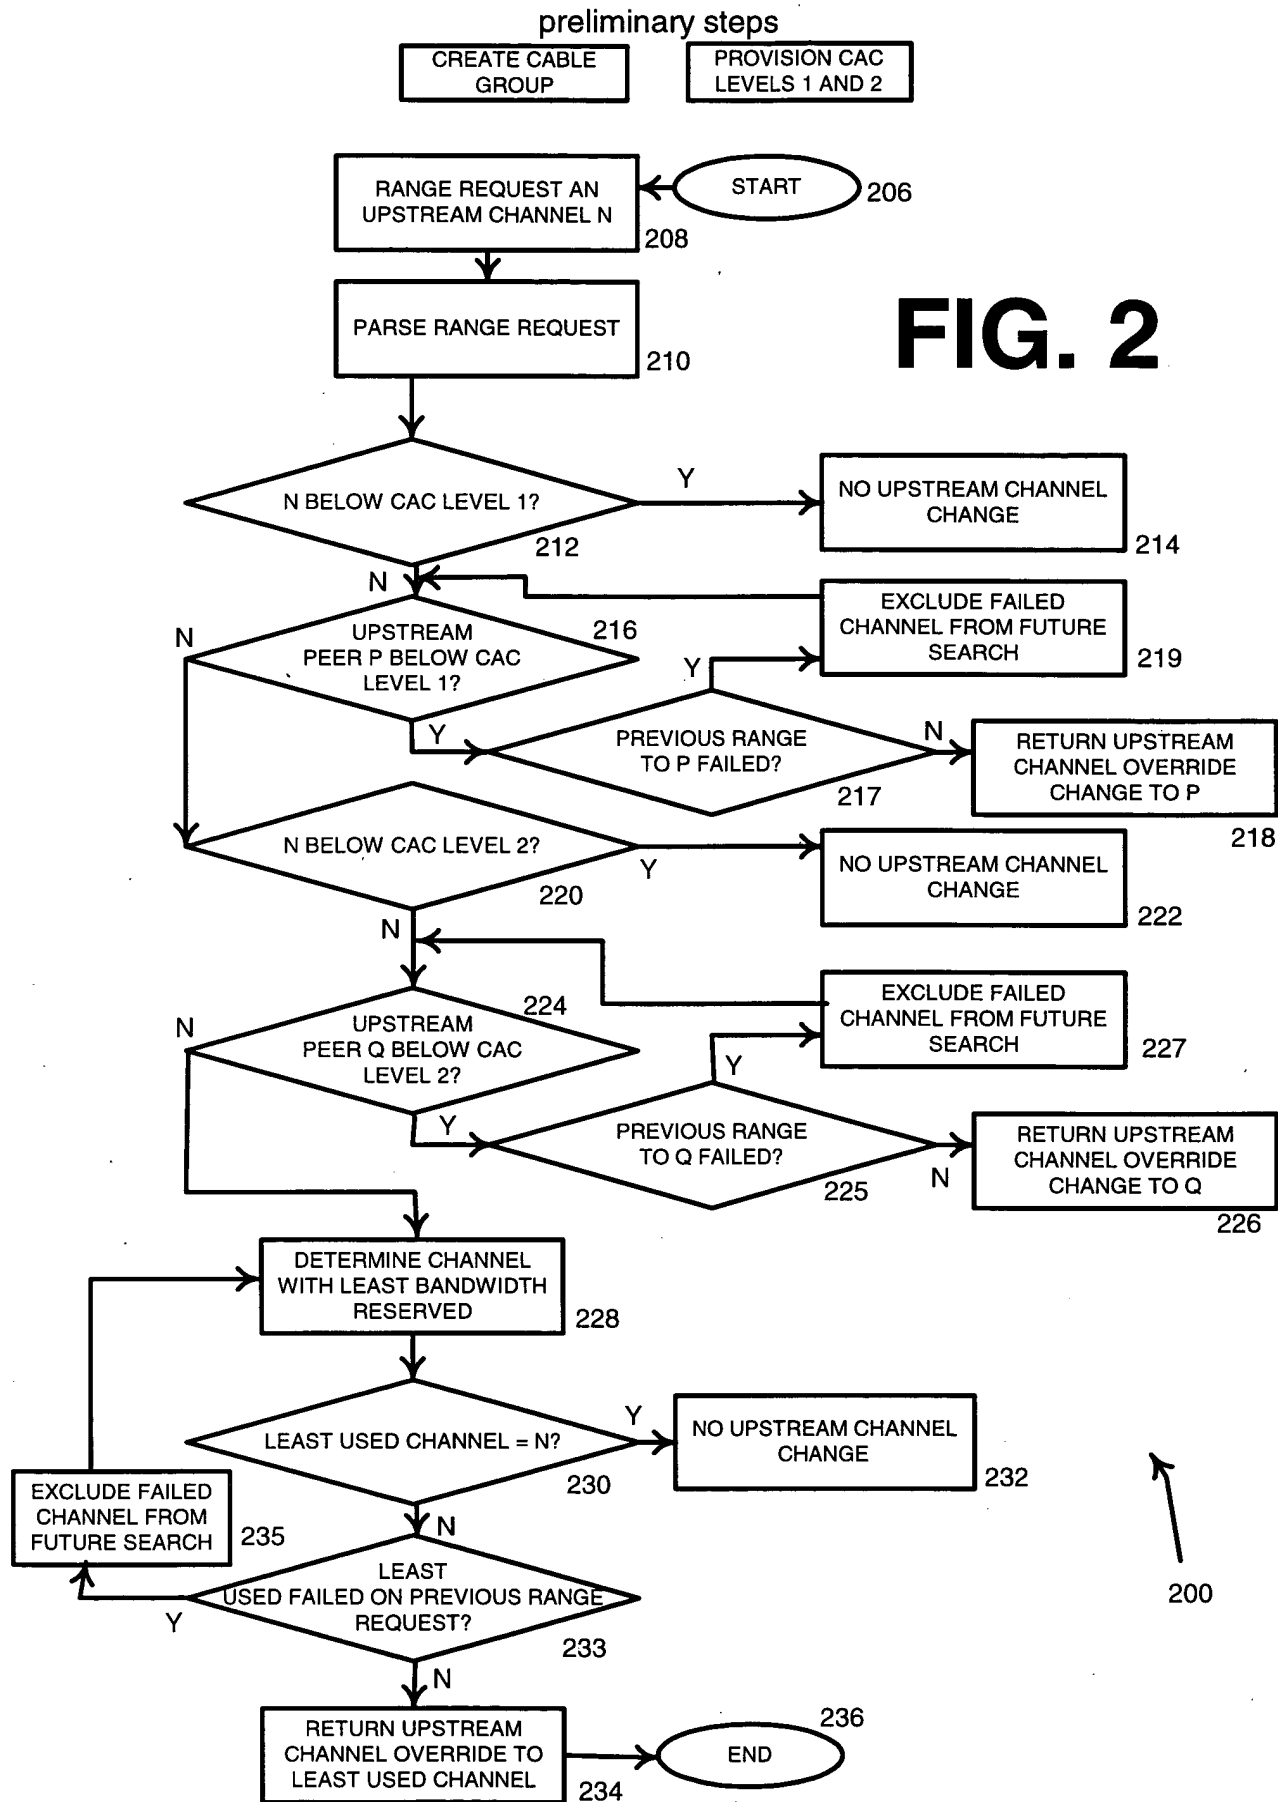 preliminary steps
CREATE CABLE
GROUP
PROVISION CAC
LEVELS 1 AND 2
START
206
RANGE REQUEST AN
UPSTREAM CHANNEL N
208
PARSE RANGE REQUEST
210
FIG. 2
N BELOW CAC LEVEL 1?
212
Y
NO UPSTREAM CHANNEL
CHANGE
214
N
UPSTREAM
PEER P BELOW CAC
LEVEL 1?
216
N
Y
EXCLUDE FAILED
CHANNEL FROM FUTURE
SEARCH
219
Y
PREVIOUS RANGE
TO P FAILED?
217
N
RETURN UPSTREAM
CHANNEL OVERRIDE
CHANGE TO P
218
N BELOW CAC LEVEL 2?
220
Y
NO UPSTREAM CHANNEL
CHANGE
222
N
UPSTREAM
PEER Q BELOW CAC
LEVEL 2?
224
N
Y
EXCLUDE FAILED
CHANNEL FROM FUTURE
SEARCH
227
Y
PREVIOUS RANGE
TO Q FAILED?
225
N
RETURN UPSTREAM
CHANNEL OVERRIDE
CHANGE TO Q
226
DETERMINE CHANNEL
WITH LEAST BANDWIDTH
RESERVED
228
LEAST USED CHANNEL = N?
230
Y
NO UPSTREAM CHANNEL
CHANGE
232
N
EXCLUDE FAILED
CHANNEL FROM
FUTURE SEARCH
235
LEAST
USED FAILED ON PREVIOUS RANGE
REQUEST?
233
Y
N
200
RETURN UPSTREAM
CHANNEL OVERRIDE TO
LEAST USED CHANNEL
234
END
236